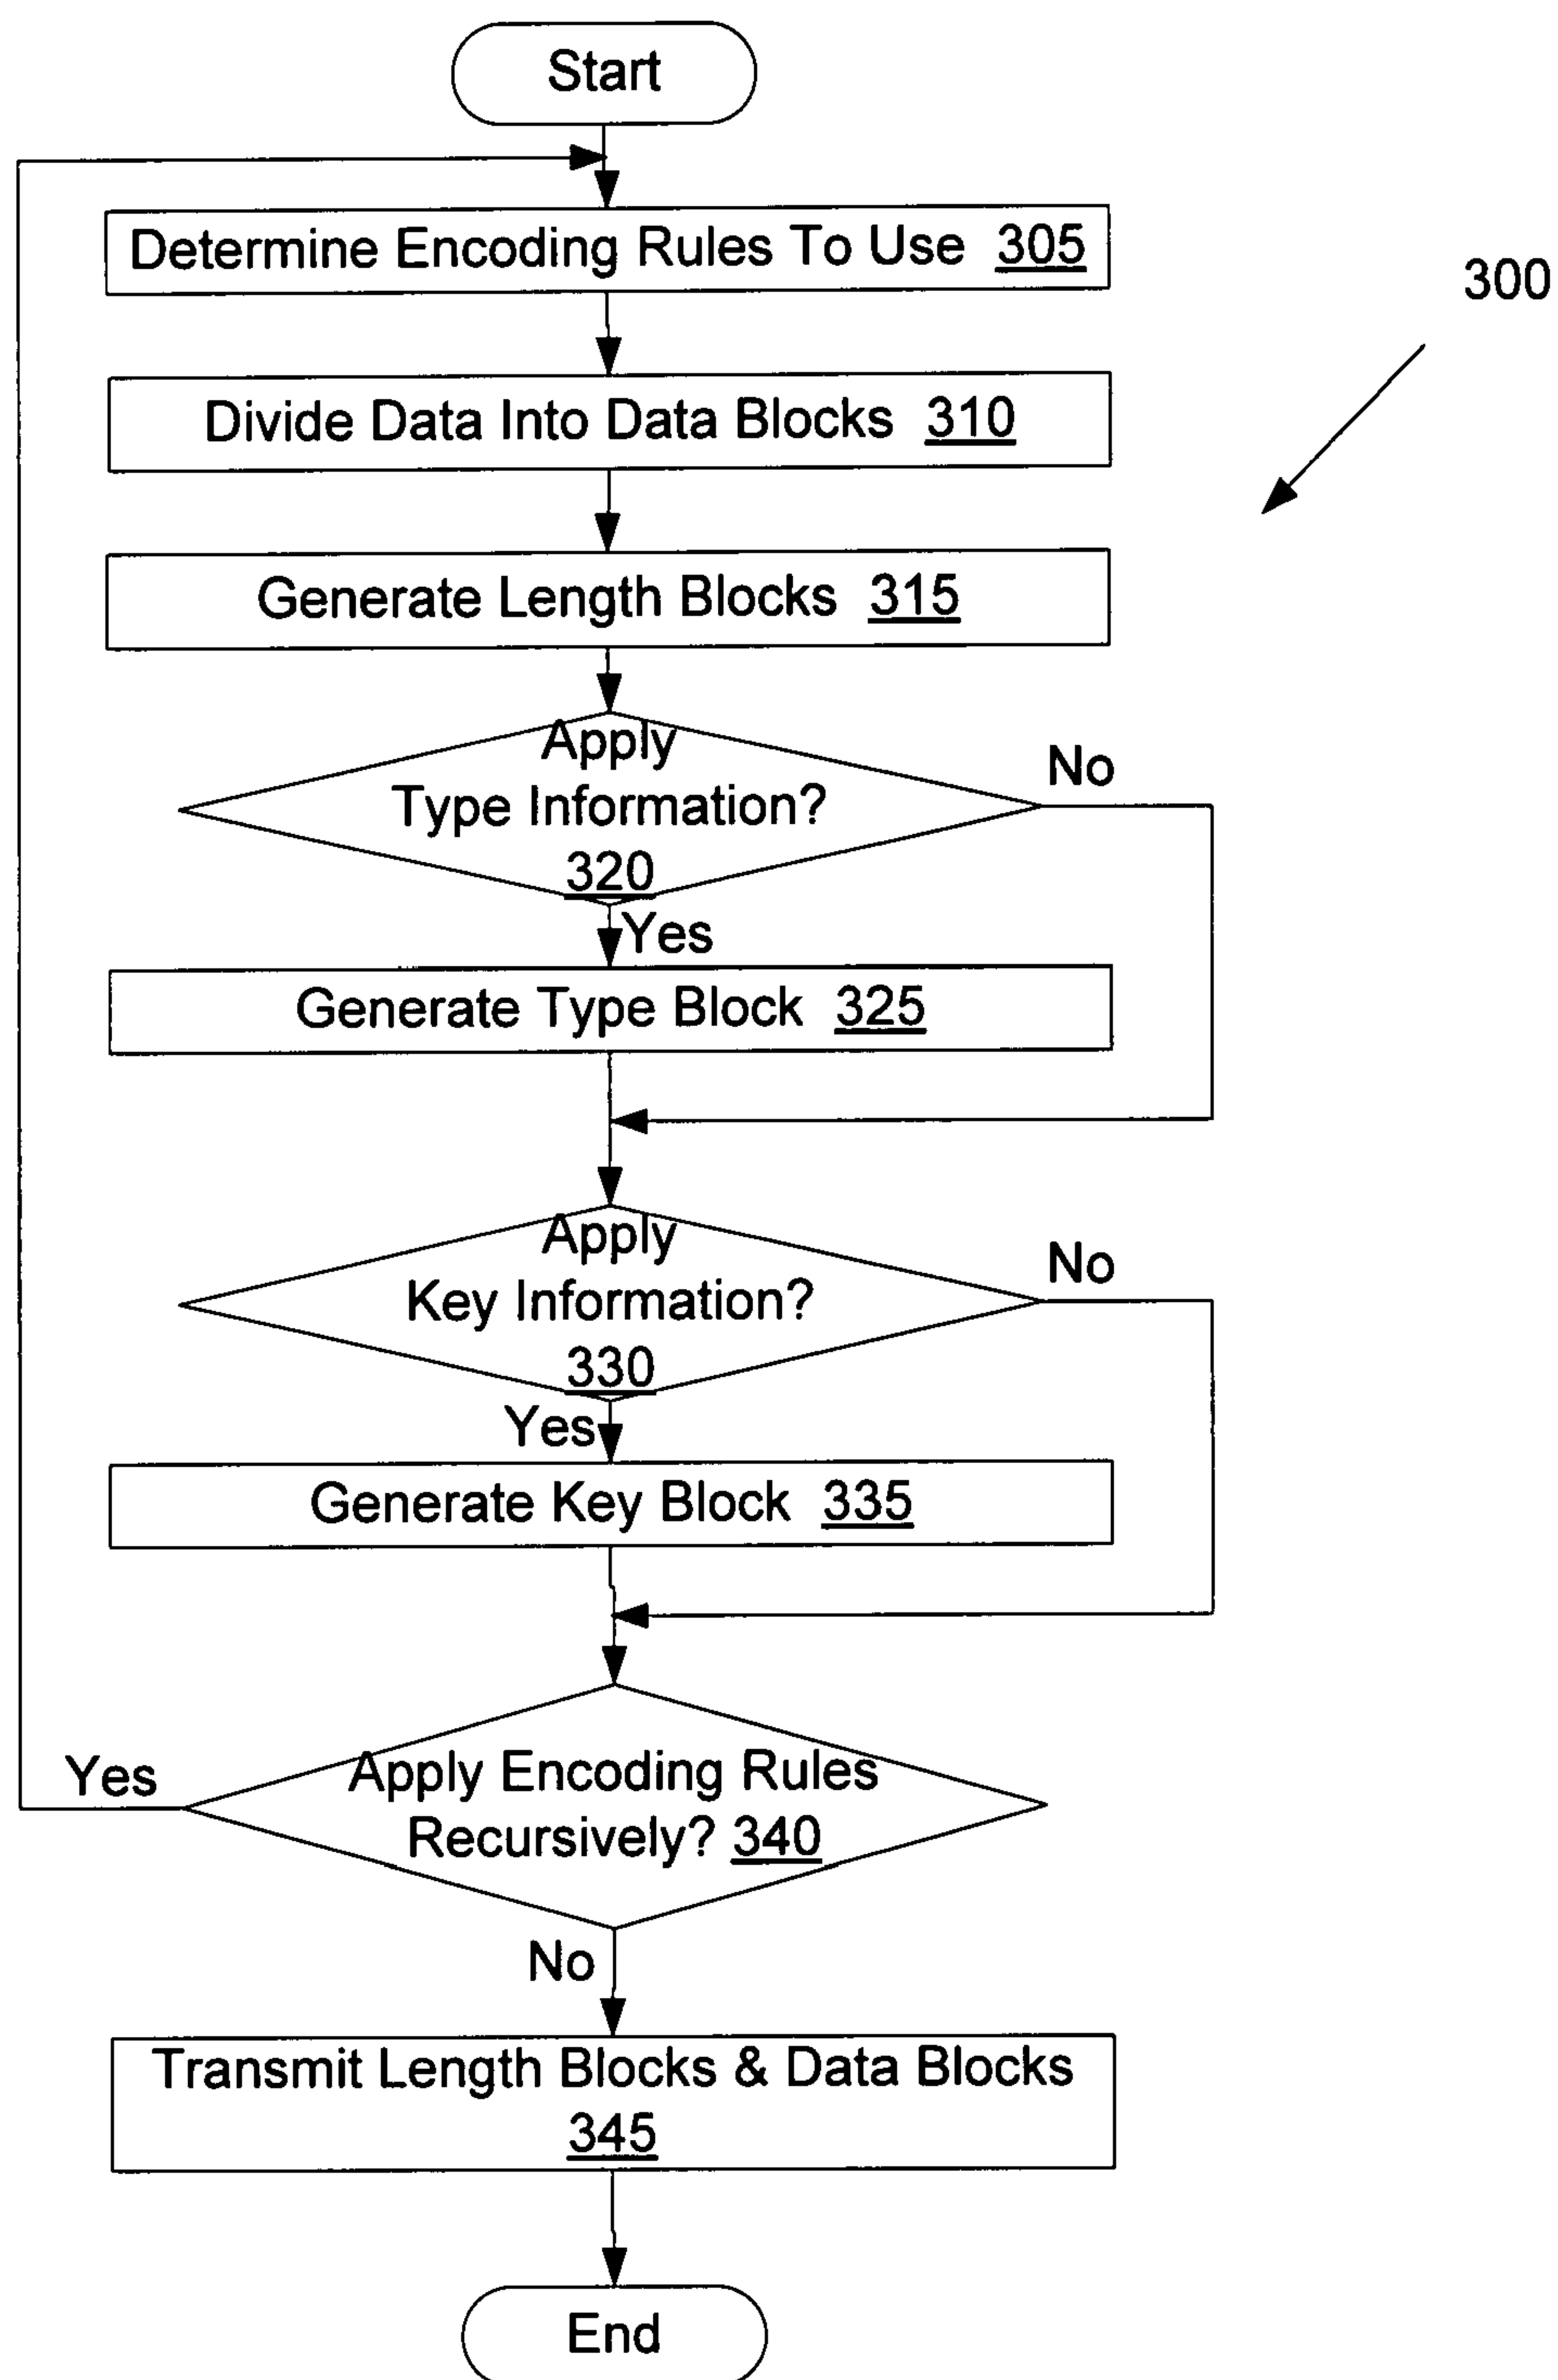 Start
Determine Encoding Rules To Use 305
300
Divide Data Into Data Blocks 310
Generate Length Blocks 315
Apply
Type Information?
320
No
Yes
Generate Type Block 325
Apply
Key Information?
330
No
Yes
Generate Key Block 335
Apply Encoding Rules
Recursively? 340
Yes
No
Transmit Length Blocks & Data Blocks
345
End